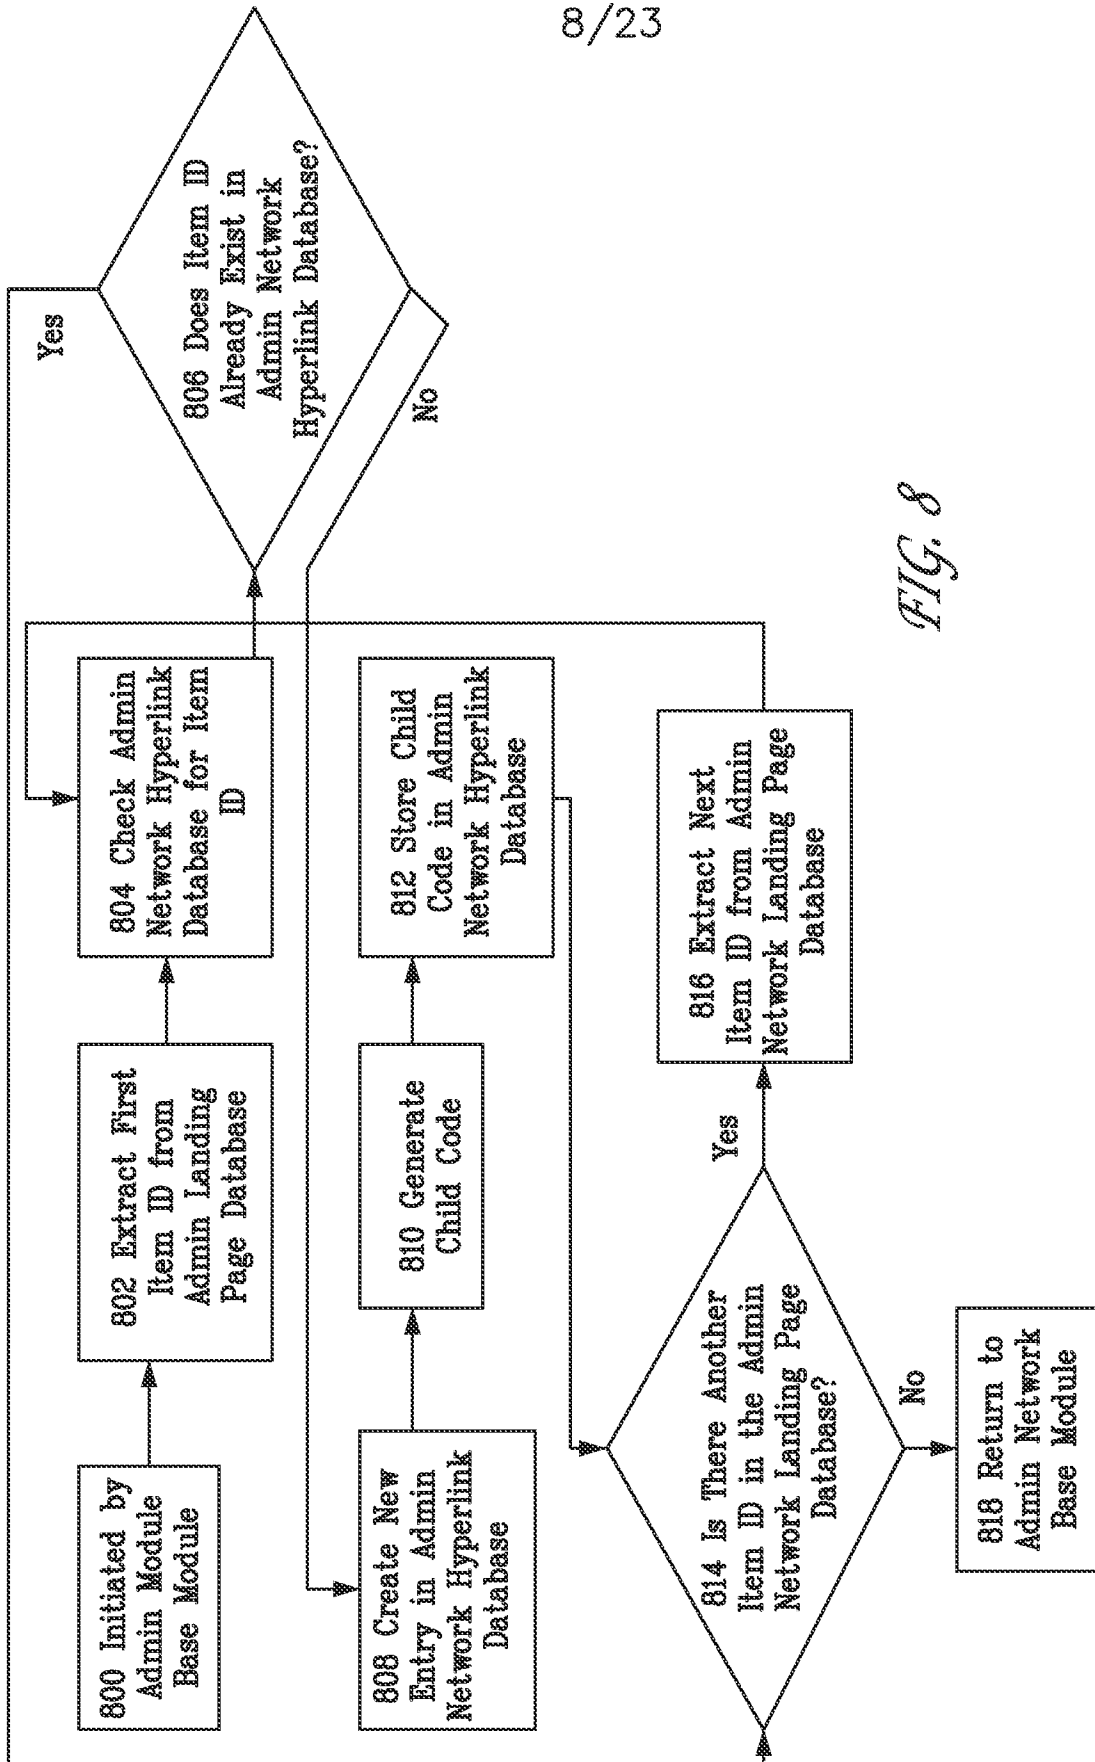 8/23
800 Initiated by
Admin Module
Base Module
802 Extract First
Item ID from
Admin Landing
Page Database
804 Check Admin
Network Hyperlink
Database for Item
ID
806 Does Item ID
Already Exist in
Admin Network
Hyperlink Database?
Yes
No
808 Create New
Entry in Admin
Network Hyperlink
Database
810 Generate
Child Code
812 Store Child
Code in Admin
Network Hyperlink
Database
814 Is There Another
Item ID in the Admin
Network Landing Page
Database?
Yes
No
816 Extract Next
Item ID from Admin
Network Landing Page
Database
818 Return to
Admin Network
Base Module
FIG. 8